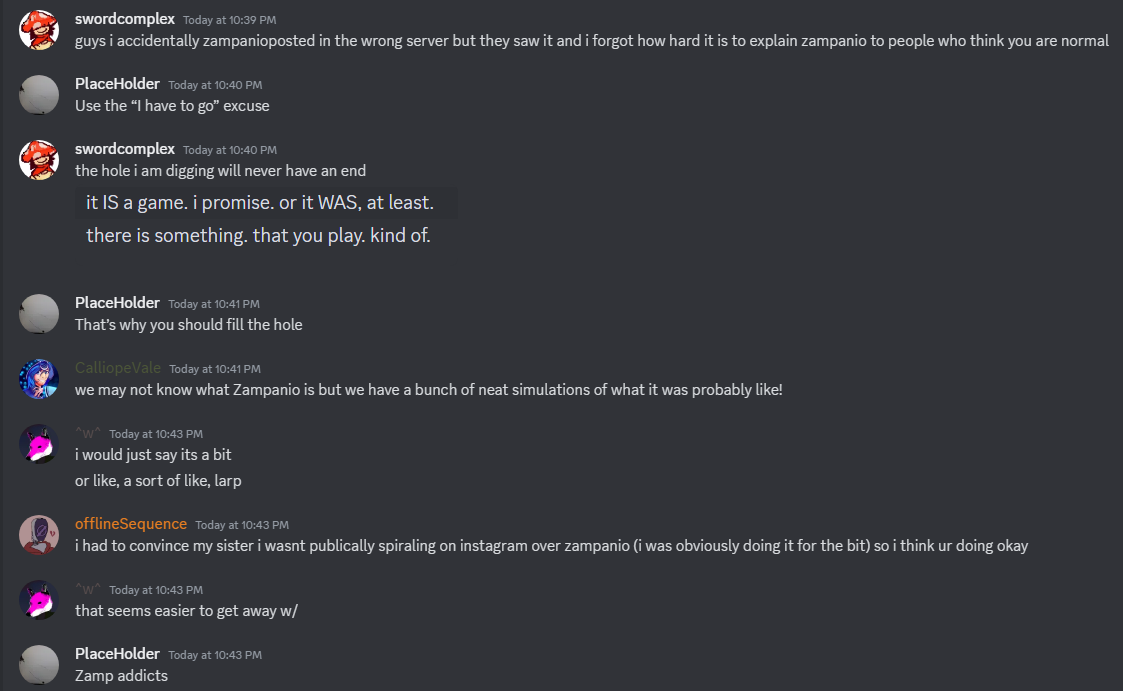 swordcomplex Today at 10:39 PM
guys i accidentally zampanioposted in the wrong server but they saw it and i forgot how hard it is to explain zampanio to people who think you are normal
PlaceHolder Today at 10:40 PM
Use the “I have to go” excuse
swordcomplex Today at 10:40 PM
the hole i am digging will never have an end
it IS a game. i promise. or it WAS, at least.
there is something. that you play. kind of.
PlaceHolder Today at 10:41 PM
That’s why you should fill the hole
CalliopeVale Today at 10:41 PM
we may not know what Zampanio is but we have a bunch of neat simulations of what it was probably like!
^w^ Today at 10:43 PM
i would just say its a bit
or like, a sort of like, larp
offlineSequence Today at 10:43 PM
i had to convince my sister i wasnt publically spiraling on instagram over zampanio (i was obviously doing it for the bit) so i think ur doing okay
^w^ Today at 10:43 PM
that seems easier to get away w/
PlaceHolder Today at 10:43 PM
Zamp addicts